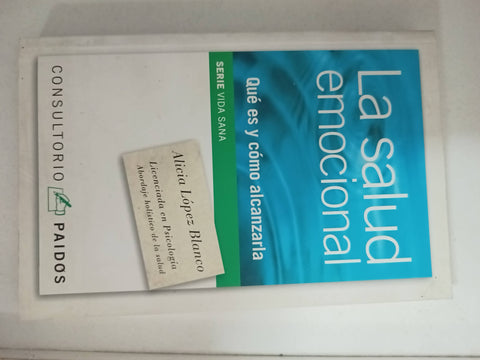 La salud
emocional
Qué es y cómo alcanzarla
SERIE VIDA SANA
Alicia López Blanco
Licenciada en Psicología
Abordaje holístico de la salud
CONSULTORIO PAIDOS